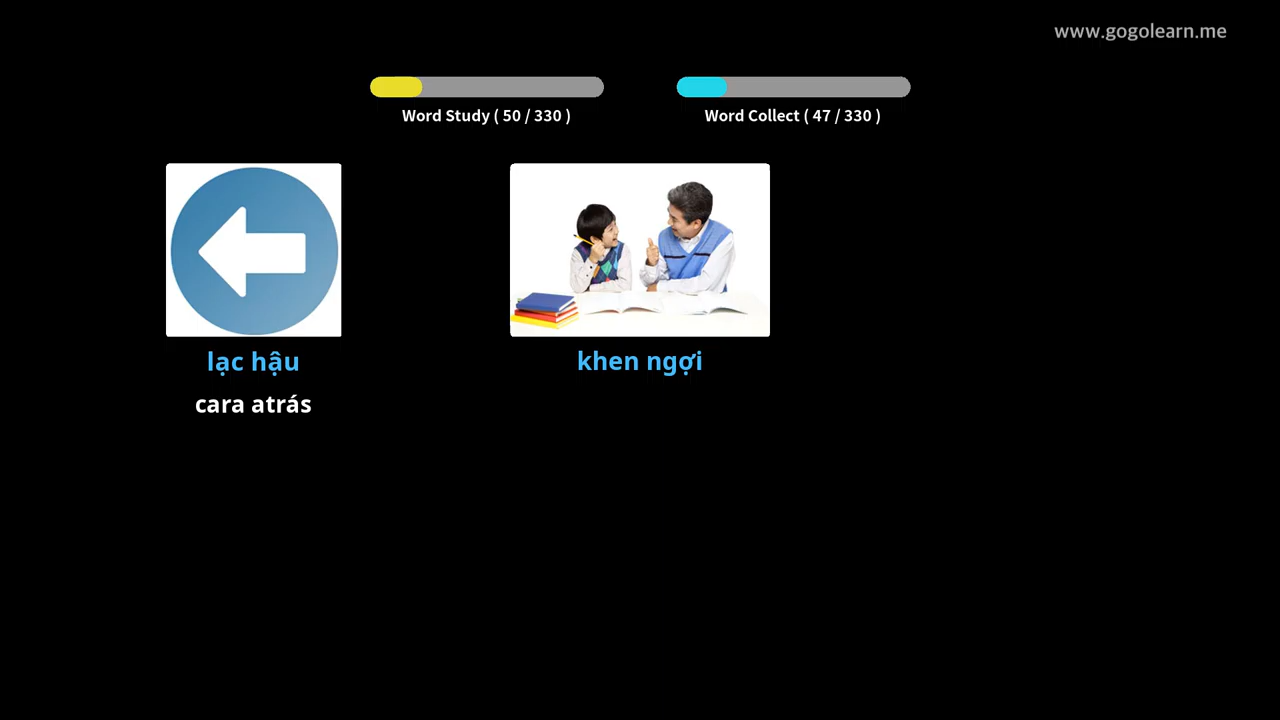 www.gogolearn.me
Word Study ( 50 / 330 )
Word Collect ( 47 / 330 )
lạc hậu
khen ngợi
cara atrás